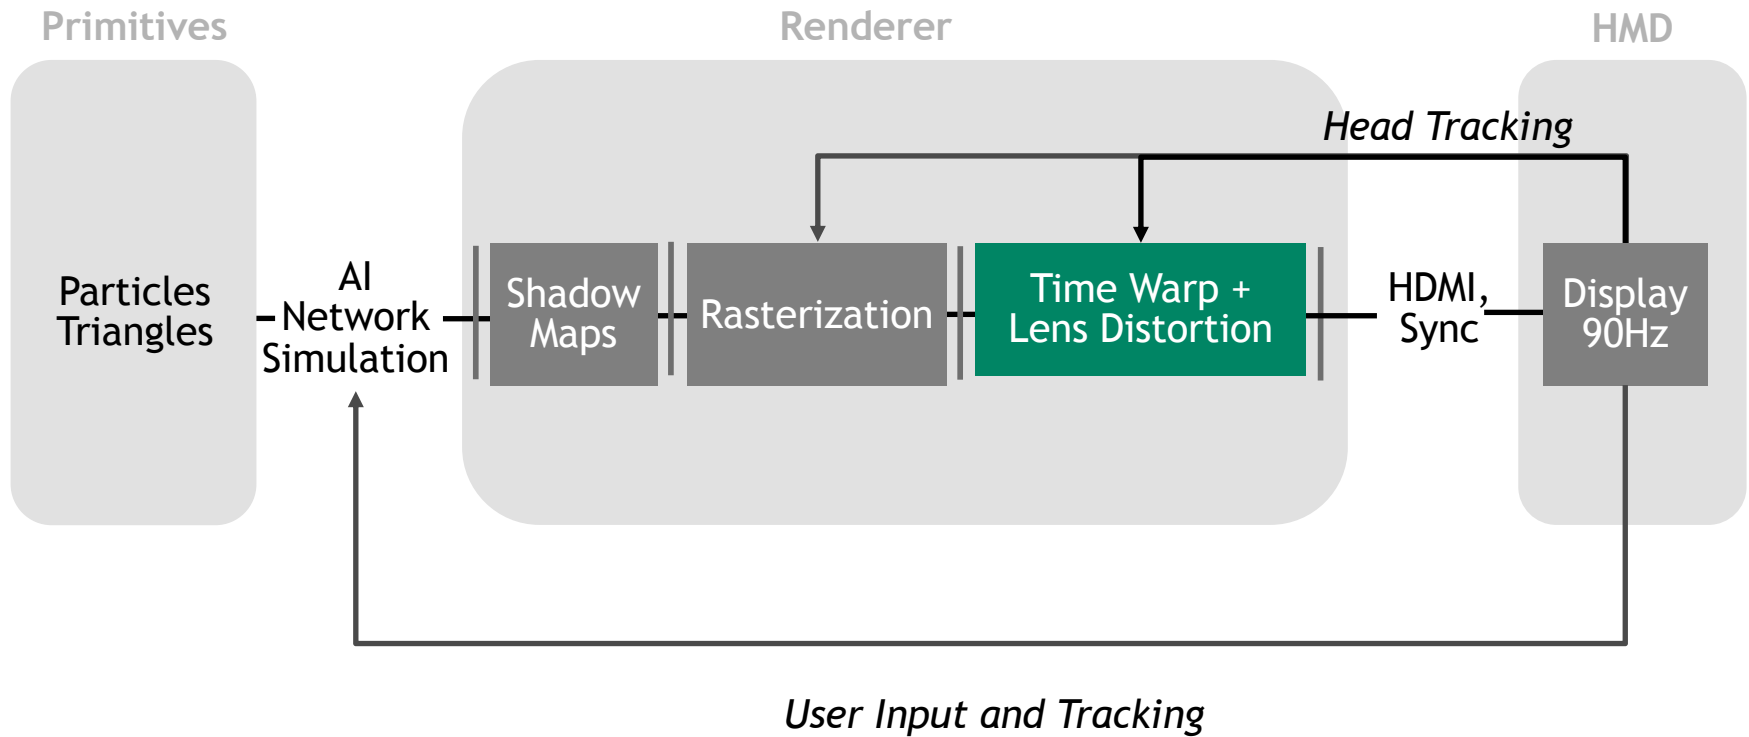 Primitives
Renderer
HMD
Head Tracking
Particles
Triangles
AI
Network
Simulation
Shadow
Maps
Rasterization
Time Warp +
Lens Distortion
HDMI,
Sync
Display
90Hz
User Input and Tracking